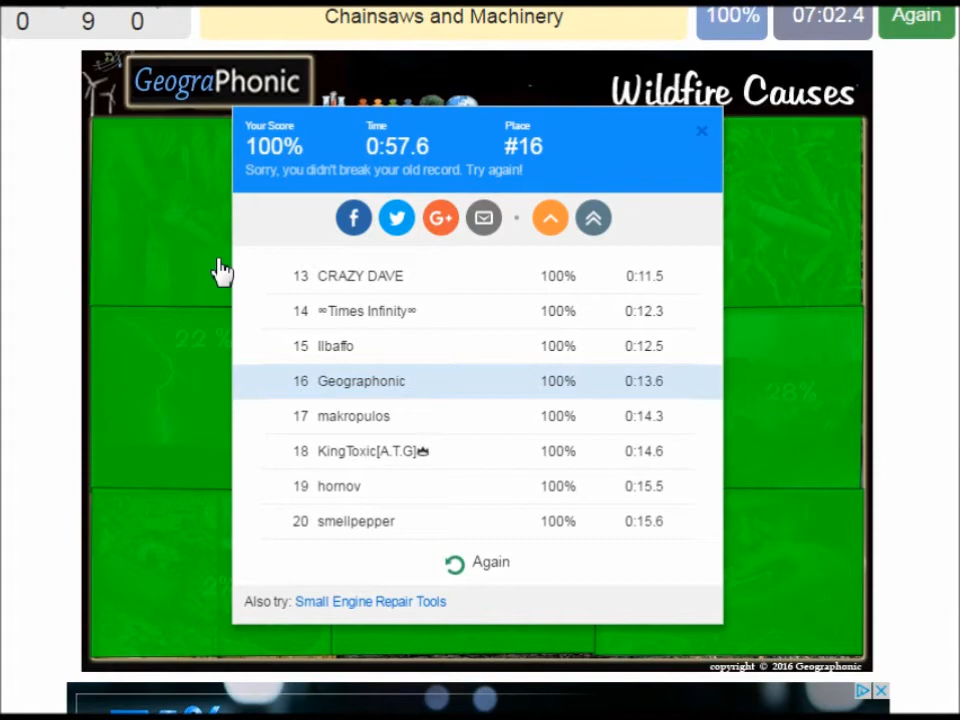 0 9 0 Chainsaws and Machinery 100% 07:02.4 Again
GeograPhonic Wildfire Causes
Your Score Time Place
100% 0:57.6 #16
Sorry, you didn't break your old record. Try again!
f G+
13 CRAZY DAVE 100% 0:11.5
14 ∞Times Infinity∞ 100% 0:12.3
15 Ilbaffo 100% 0:12.5
22 %
16 Geographonic 100% 0:13.6
28%
17 makropulos 100% 0:14.3
18 KingToxic[A.T.G] 100% 0:14.6
19 hornov 100% 0:15.5
20 smellpepper 100% 0:15.6
Again
Also try: Small Engine Repair Tools
copyright © 2016 Geographonic